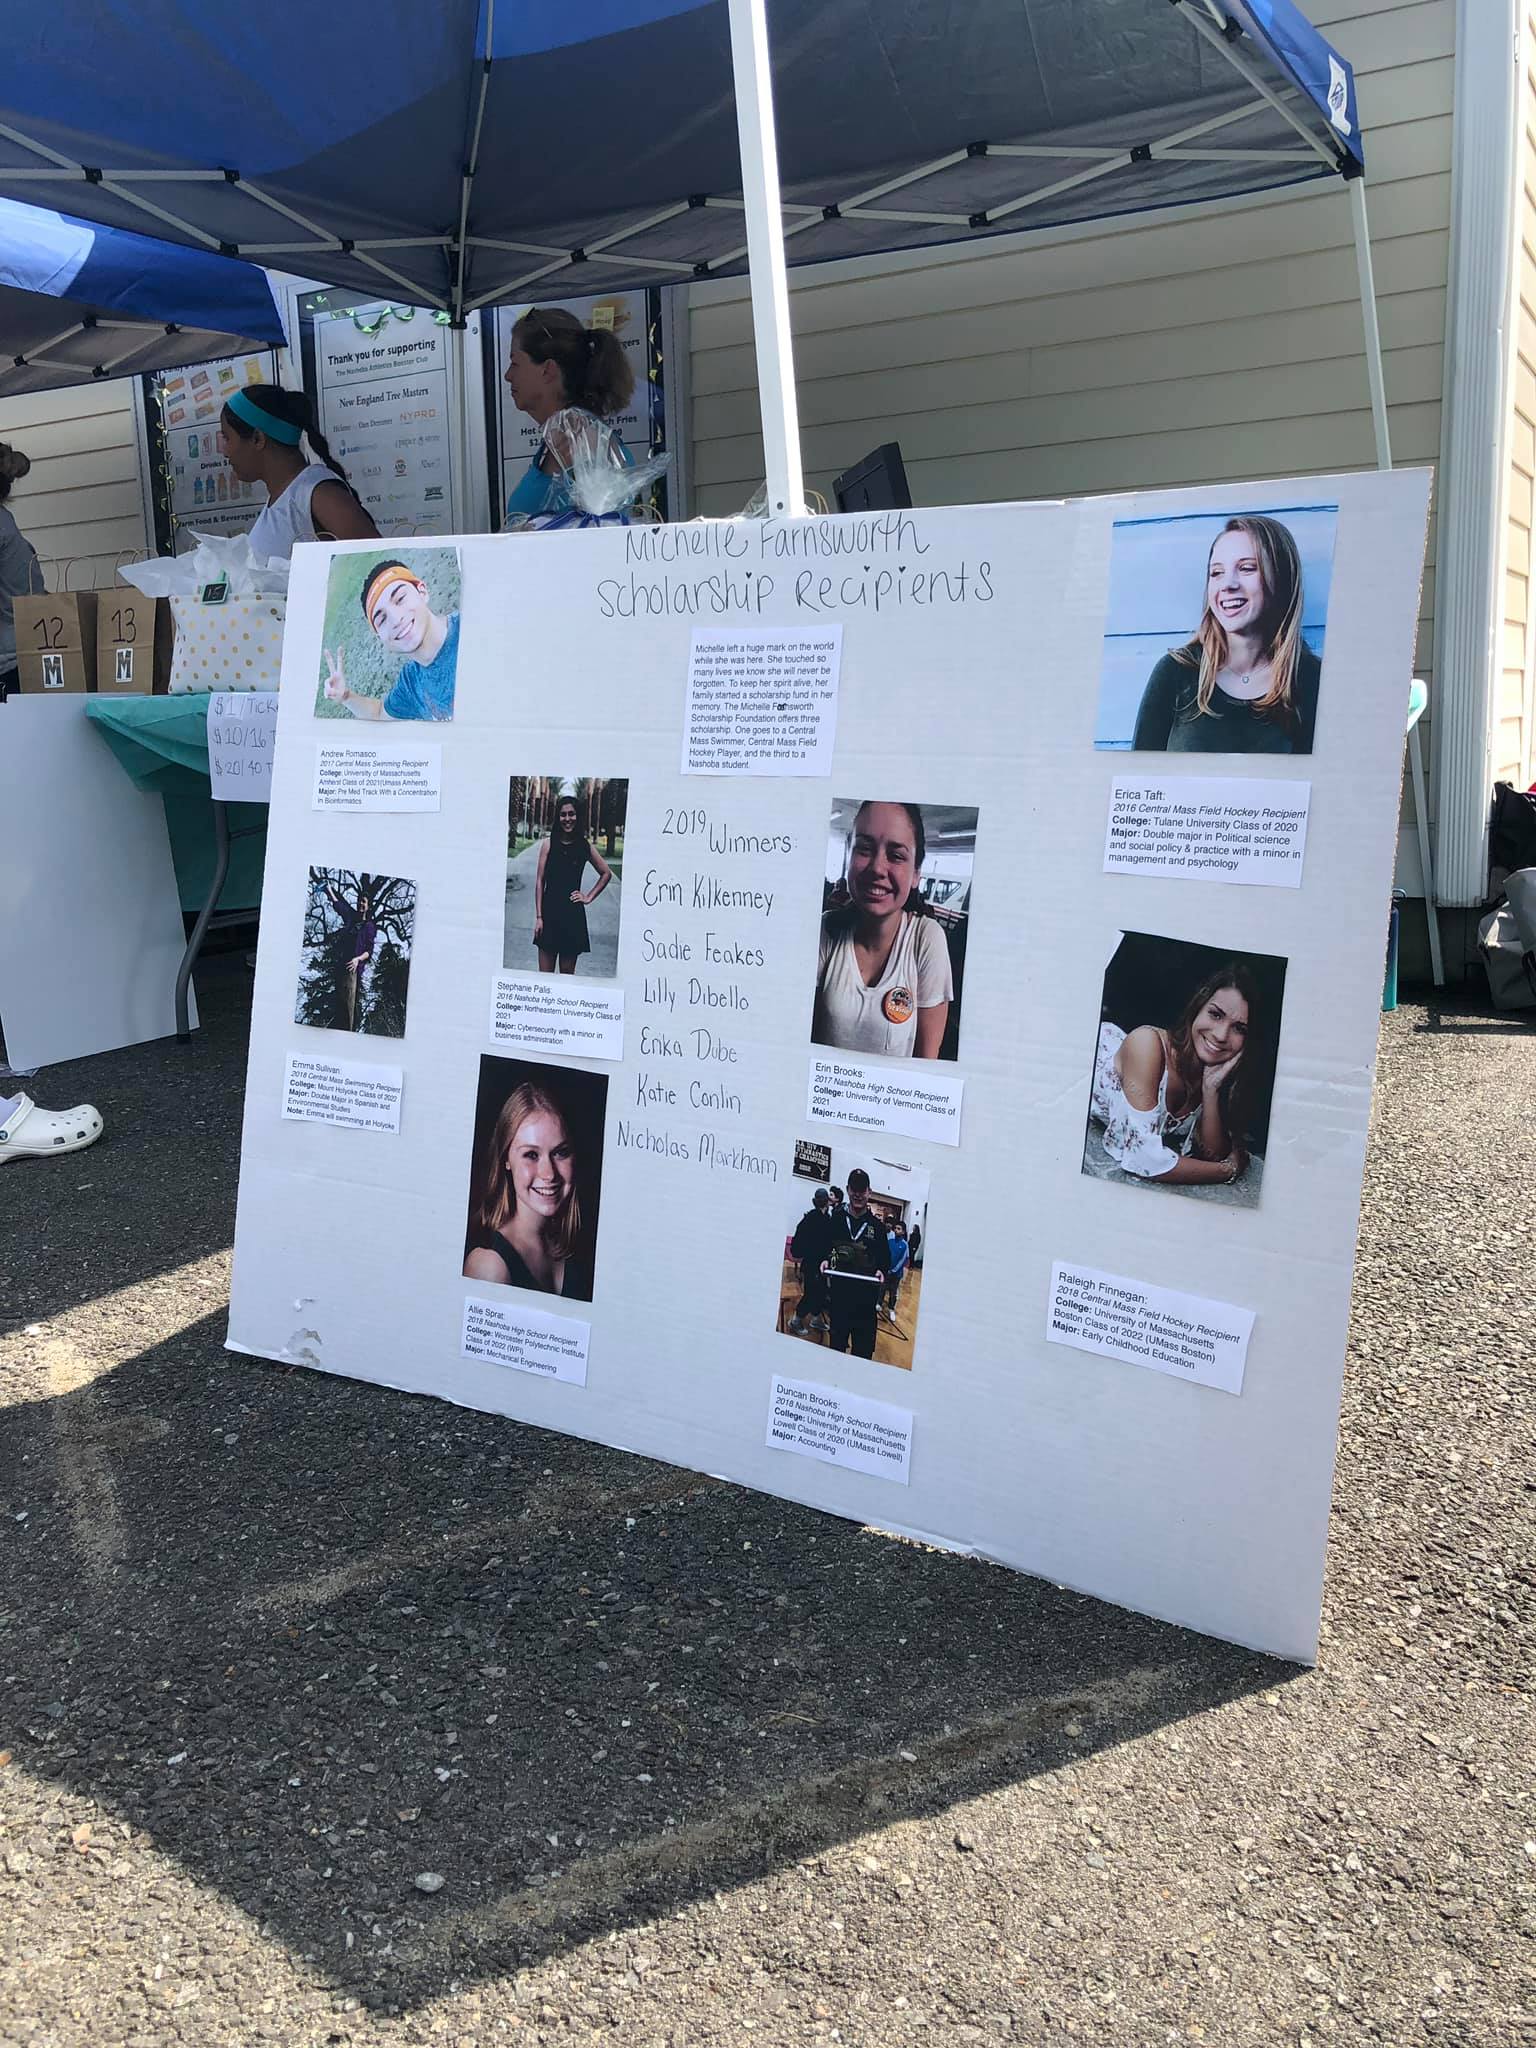 Thank you for supporting
The Nashoba Athletics Booster Club
New England Tree Masters
Dan Demmer NYPRO
Drinks
Warm Food & Beverages
Hot
gers
ch Fries
12
M
13
M
15
$1/Tick
$10/16 T
$20/40 T
Michelle Farnsworth
Scholarship Recipients
Michelle left a huge mark on the world
while she was here. She touched so
many lives we know she will never be
forgotten. To keep her spirit alive, her
family started a scholarship fund in her
memory. The Michelle Farnsworth
Scholarship Foundation offers three
scholarship. One goes to a Central
Mass Swimmer, Central Mass Field
Hockey Player, and the third to a
Nashoba student.
Andrew Romasco:
2017 Central Mass Swimming Recipient
College: University of Massachusetts
Amherst Class of 2021(Umass Amherst)
Major: Pre Med Track With a Concentration
in Bioinformatics
Erica Taft:
2016 Central Mass Field Hockey Recipient
College: Tulane University Class of 2020
Major: Double major in Political science
and social policy & practice with a minor in
management and psychology
2019 Winners:
Erin Kilkenney
Sadie Feakes
Lilly Dibello
Erika Dube
Katie Conlin
Nicholas Markham
Stephanie Palis:
2016 Nashoba High School Recipient
College: Northeastern University Class of
2021
Major: Cybersecurity with a minor in
business administration
Emma Sullivan:
2018 Central Mass Swimming Recipient
College: Mount Holyoke Class of 2022
Major: Double Major in Spanish and
Environmental Studies
Note: Emma will swimming at Holyoke
Erin Brooks:
2017 Nashoba High School Recipient
College: University of Vermont Class of
2021
Major: Art Education
Allie Sprat:
2018 Nashoba High School Recipient
College: Worcester Polytechnic Institute
Class of 2022 (WPI)
Major: Mechanical Engineering
Raleigh Finnegan:
2018 Central Mass Field Hockey Recipient
College: University of Massachusetts
Boston Class of 2022 (UMass Boston)
Major: Early Childhood Education
Duncan Brooks:
2018 Nashoba High School Recipient
College: University of Massachusetts
Lowell Class of 2020 (UMass Lowell)
Major: Accounting